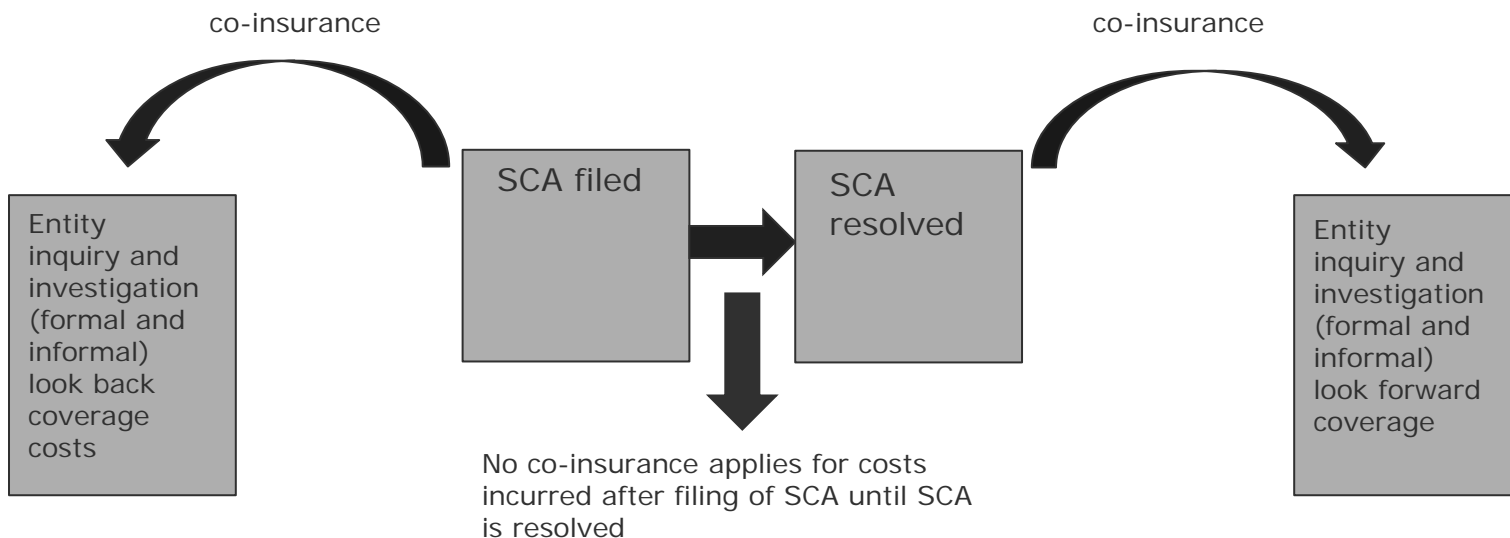 co-insurance
co-insurance
SCA filed
SCA
resolved
Entity
inquiry and
investigation
(formal and
informal)
look back
coverage
costs
Entity
inquiry and
investigation
(formal and
informal)
look forward
coverage
No co-insurance applies for costs
incurred after filing of SCA until SCA
is resolved